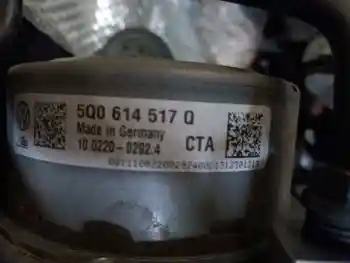 5Q0 614 517 Q
Made in Germany
10.0220-0292.4 CTA